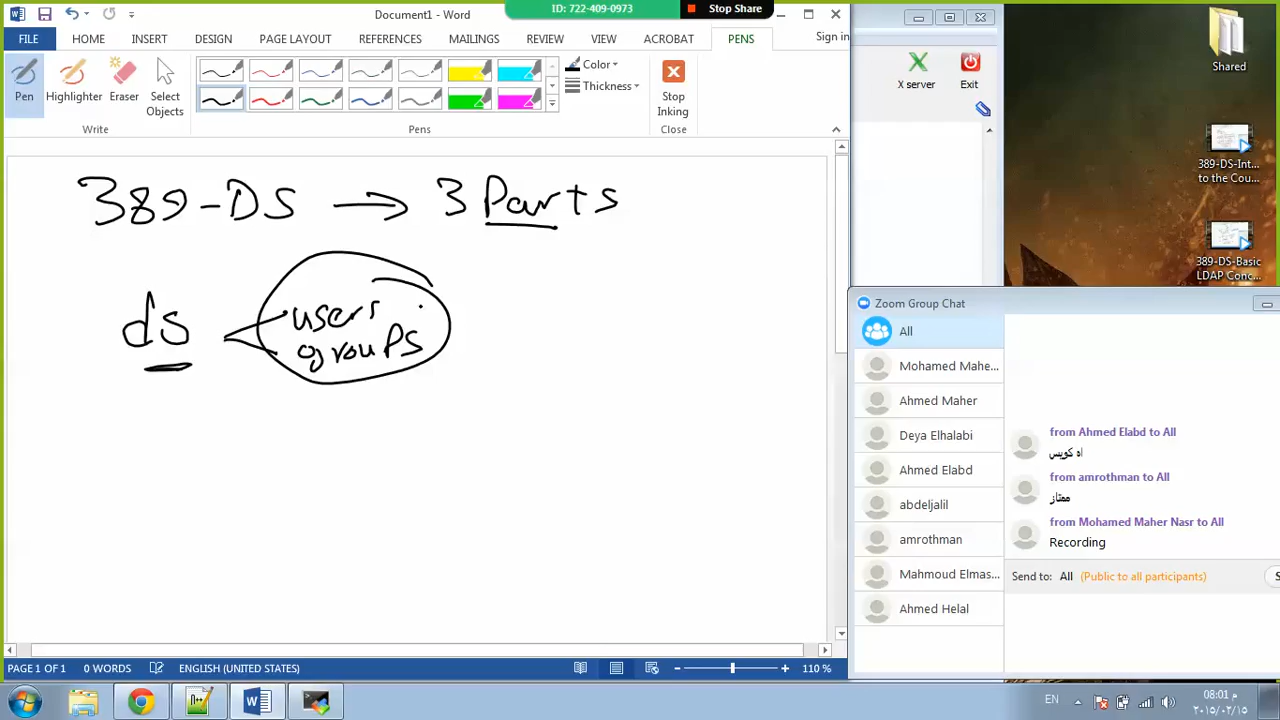 Document1 - Word
ID: 722-409-0973
Stop Share
FILE
HOME
INSERT
DESIGN
PAGE LAYOUT
REFERENCES
MAILINGS
REVIEW
VIEW
ACROBAT
PENS
Sign in
Pen
Highlighter
Eraser
Select Objects
Color
Thickness
Stop Inking
Write
Pens
Close
X server
Exit
Shared
389-DS-Int...
to the Cou...
389-DS-Basic
LDAP Conc...
389-DS → 3 Parts
ds
users
grouPs
Zoom Group Chat
All
Mohamed Mahe...
Ahmed Maher
Deya Elhalabi
Ahmed Elabd
abdeljalil
amrothman
Mahmoud Elmas...
Ahmed Helal
from Ahmed Elabd to All
اه كويس
from amrothman to All
ممتاز
from Mohamed Maher Nasr to All
Recording
Send to: All (Public to all participants)
PAGE 1 OF 1
0 WORDS
ENGLISH (UNITED STATES)
110 %
EN
08:01 م
٢٠١٥/٠٢/١٥